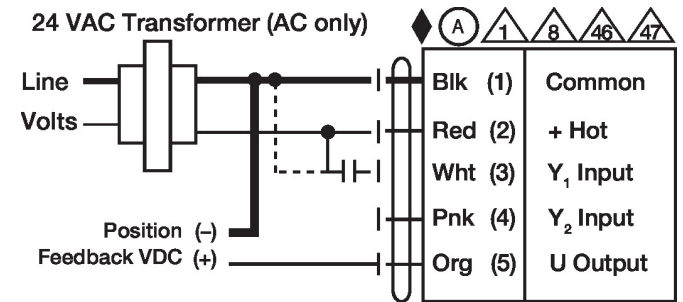 24 VAC Transformer (AC only)
A 1 8 46 47
Line
Volts
Blk (1) Common
Red (2) + Hot
Wht (3) Y1 Input
Pnk (4) Y2 Input
Org (5) U Output
Position (–)
Feedback VDC (+)